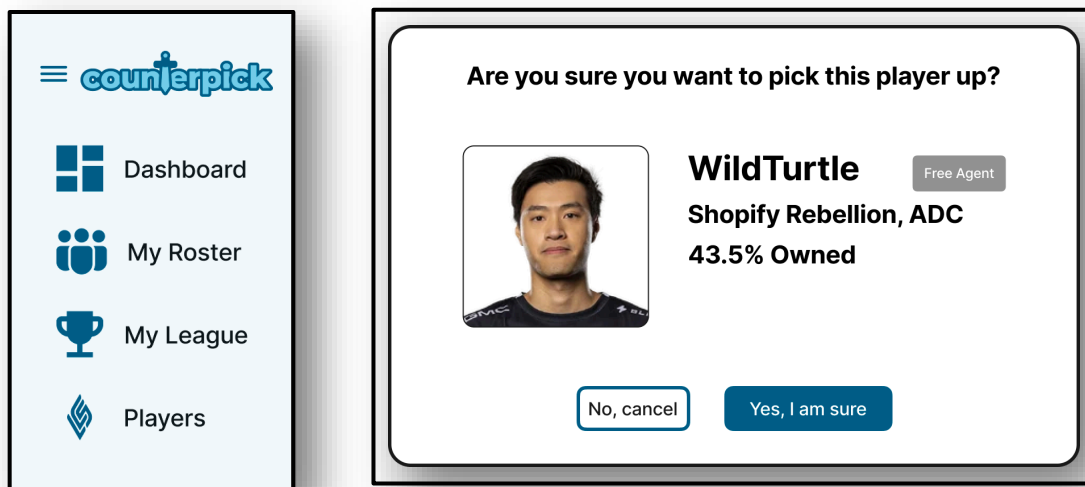 counterpick
Dashboard
My Roster
My League
Players
Are you sure you want to pick this player up?
WildTurtle
Free Agent
Shopify Rebellion, ADC
43.5% Owned
No, cancel
Yes, I am sure